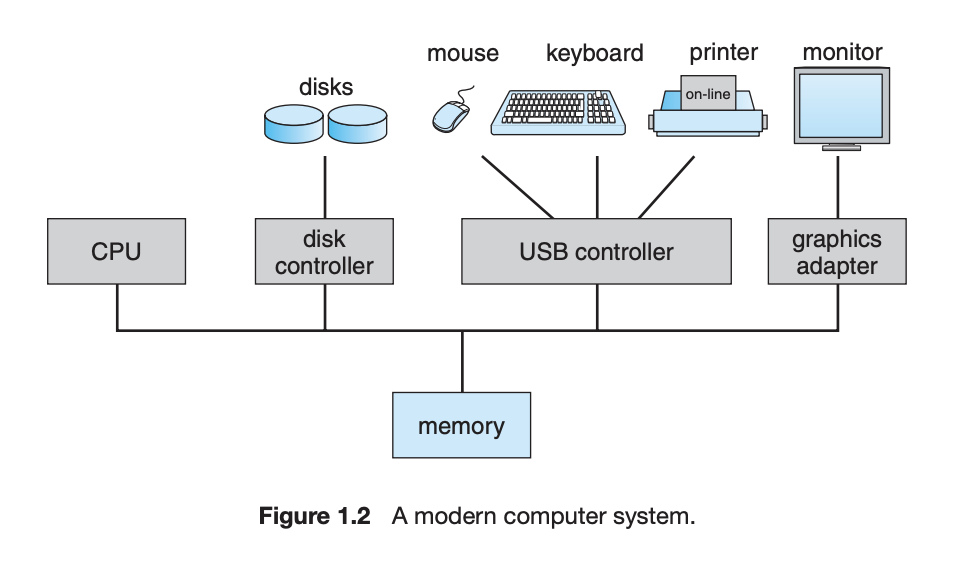 mouse
keyboard
printer
monitor
disks
on-line
CPU
disk
controller
USB controller
graphics
adapter
memory
Figure 1.2 A modern computer system.